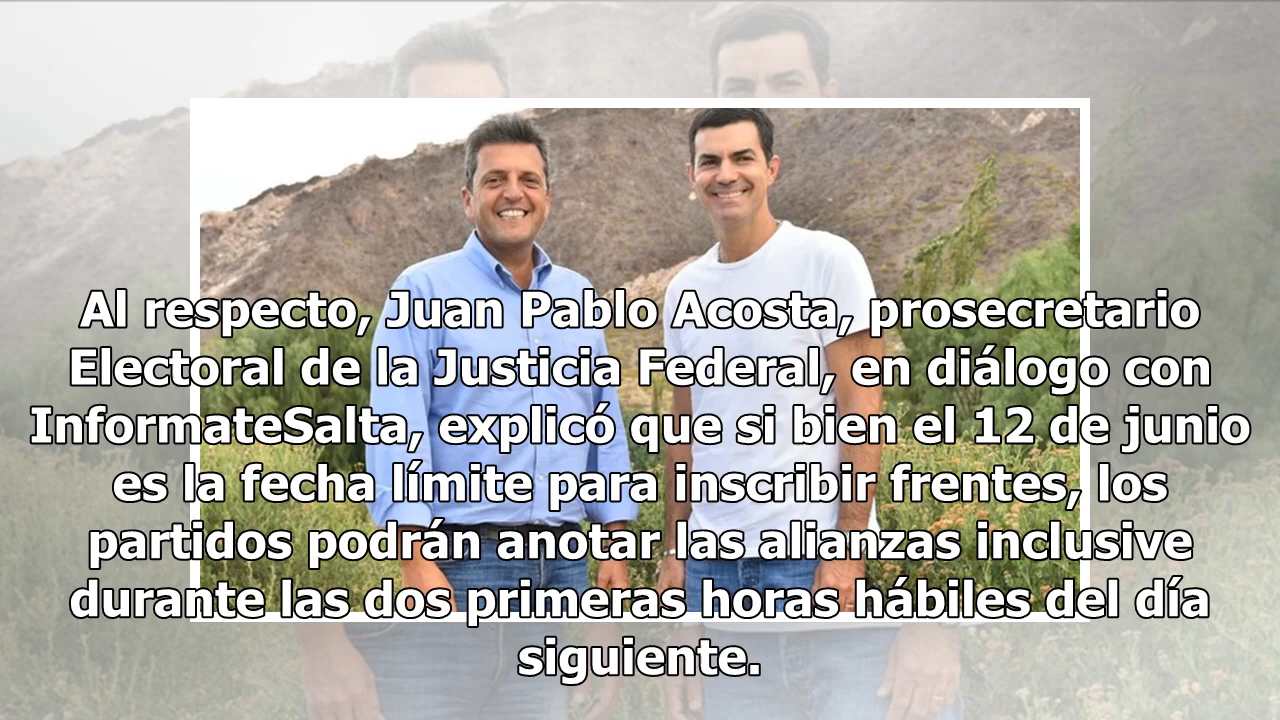 Al respecto, Juan Pablo Acosta, prosecretario
Electoral de la Justicia Federal, en diálogo con
InformateSalta, explicó que si bien el 12 de junio
es la fecha límite para inscribir frentes, los
partidos podrán anotar las alianzas inclusive
durante las dos primeras horas hábiles del día
siguiente.